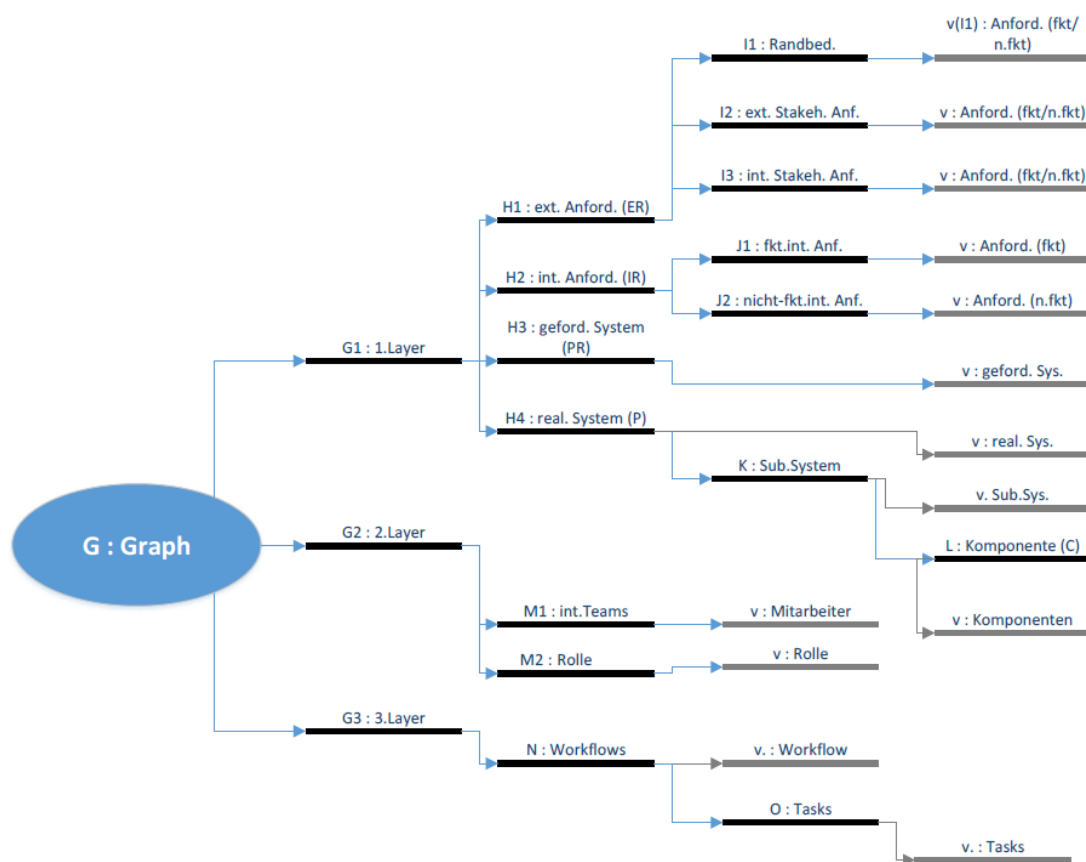 v(I1) : Anford. (fkt/
n.fkt)
I1 : Randbed.
I2 : ext. Stakeh. Anf.
v : Anford. (fkt/n.fkt)
I3 : int. Stakeh. Anf.
v : Anford. (fkt/n.fkt)
H1 : ext. Anford. (ER)
J1 : fkt.int. Anf.
v : Anford. (fkt)
H2 : int. Anford. (IR)
J2 : nicht-fkt.int. Anf.
v : Anford. (n.fkt)
H3 : geford. System
(PR)
G1 : 1.Layer
v : geford. Sys.
H4 : real. System (P)
v : real. Sys.
K : Sub.System
v. Sub.Sys.
G : Graph
G2 : 2.Layer
L : Komponente (C)
M1 : int.Teams
v : Mitarbeiter
v : Komponenten
M2 : Rolle
v : Rolle
G3 : 3.Layer
N : Workflows
v. : Workflow
O : Tasks
v. : Tasks